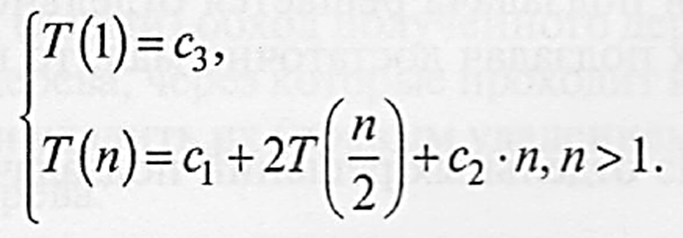 T(1) = c₃,
T(n) = c₁ + 2T(n/2) + c₂ · n, n > 1.